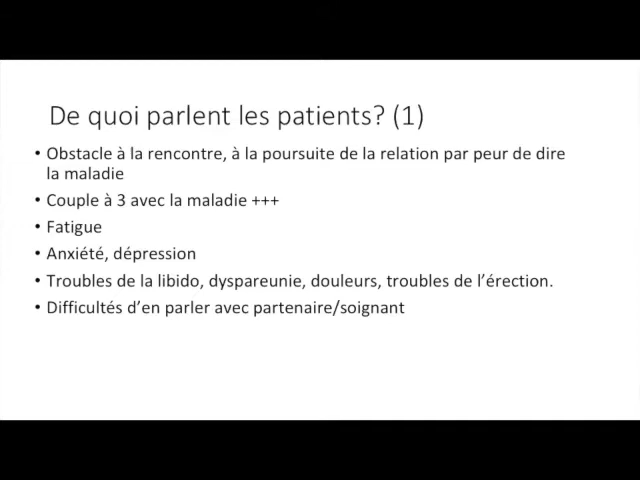 De quoi parlent les patients? (1)
• Obstacle à la rencontre, à la poursuite de la relation par peur de dire
la maladie
• Couple à 3 avec la maladie +++
• Fatigue
• Anxiété, dépression
• Troubles de la libido, dyspareunie, douleurs, troubles de l’érection.
• Difficultés d’en parler avec partenaire/soignant